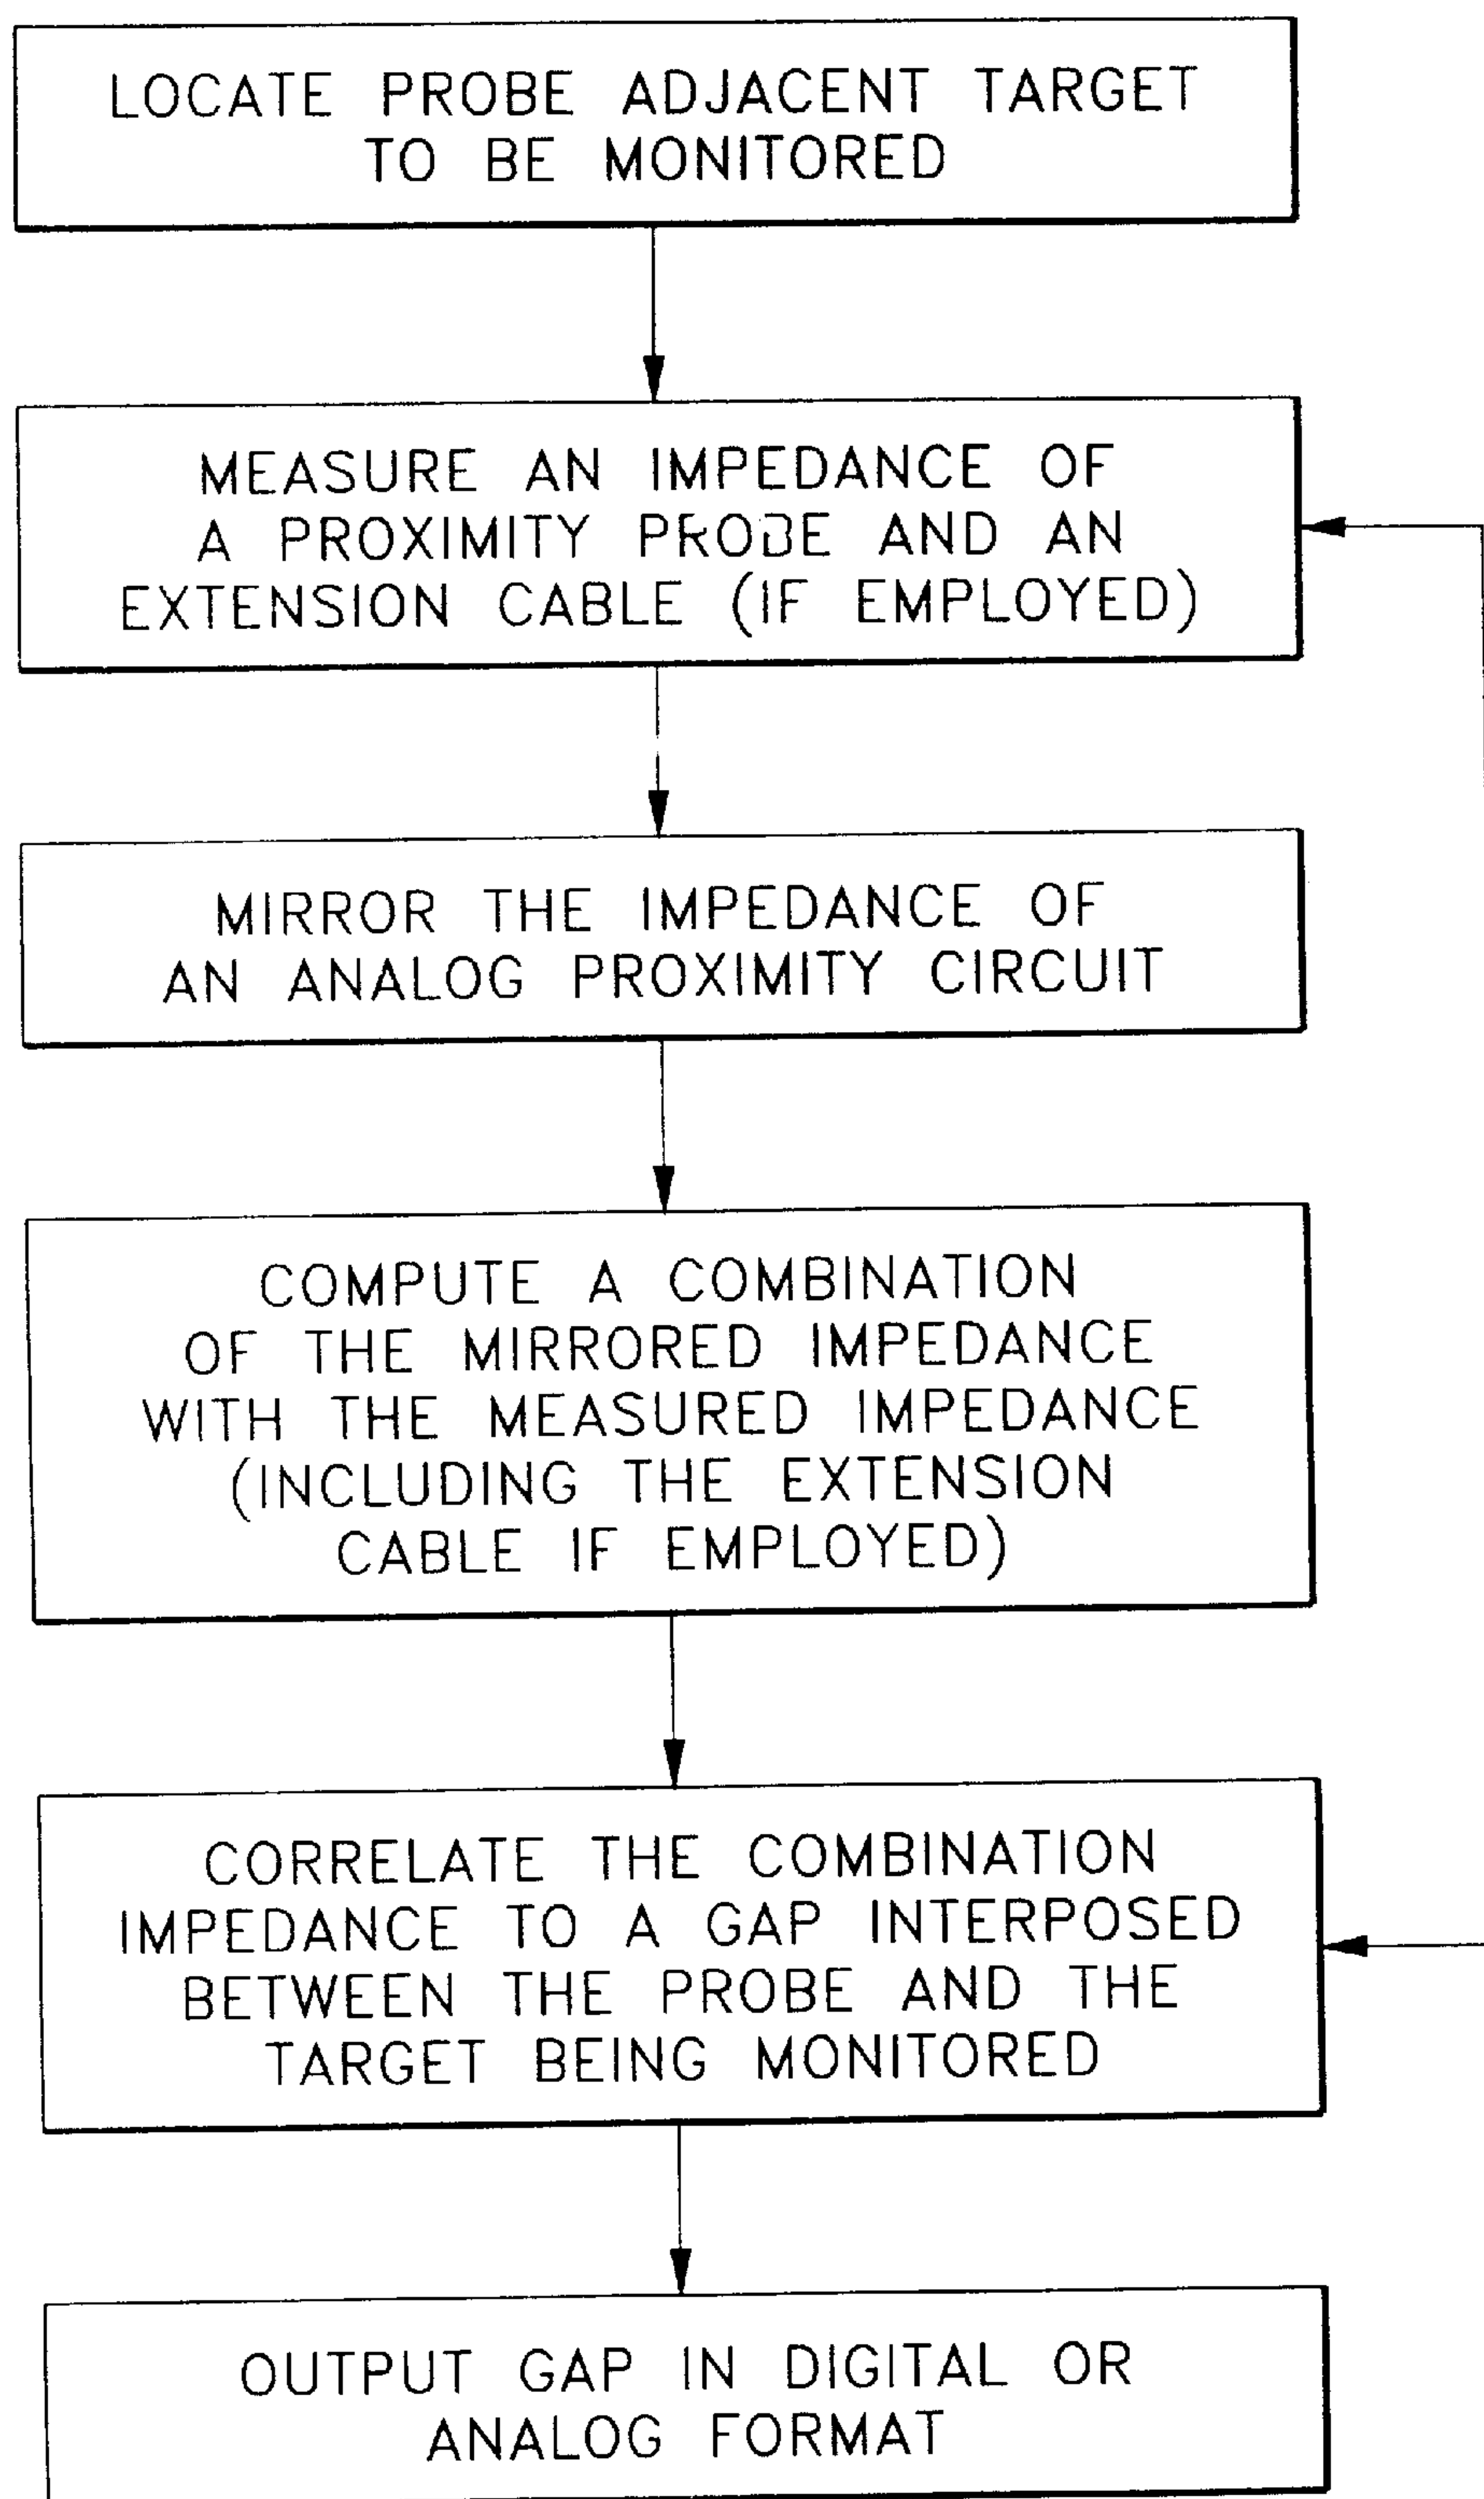 LOCATE PROBE ADJACENT TARGET
TO BE MONITORED
MEASURE AN IMPEDANCE OF
A PROXIMITY PROBE AND AN
EXTENSION CABLE (IF EMPLOYED)
MIRROR THE IMPEDANCE OF
AN ANALOG PROXIMITY CIRCUIT
COMPUTE A COMBINATION
OF THE MIRRORED IMPEDANCE
WITH THE MEASURED IMPEDANCE
(INCLUDING THE EXTENSION
CABLE IF EMPLOYED)
CORRELATE THE COMBINATION
IMPEDANCE TO A GAP INTERPOSED
BETWEEN THE PROBE AND THE
TARGET BEING MONITORED
OUTPUT GAP IN DIGITAL OR
ANALOG FORMAT